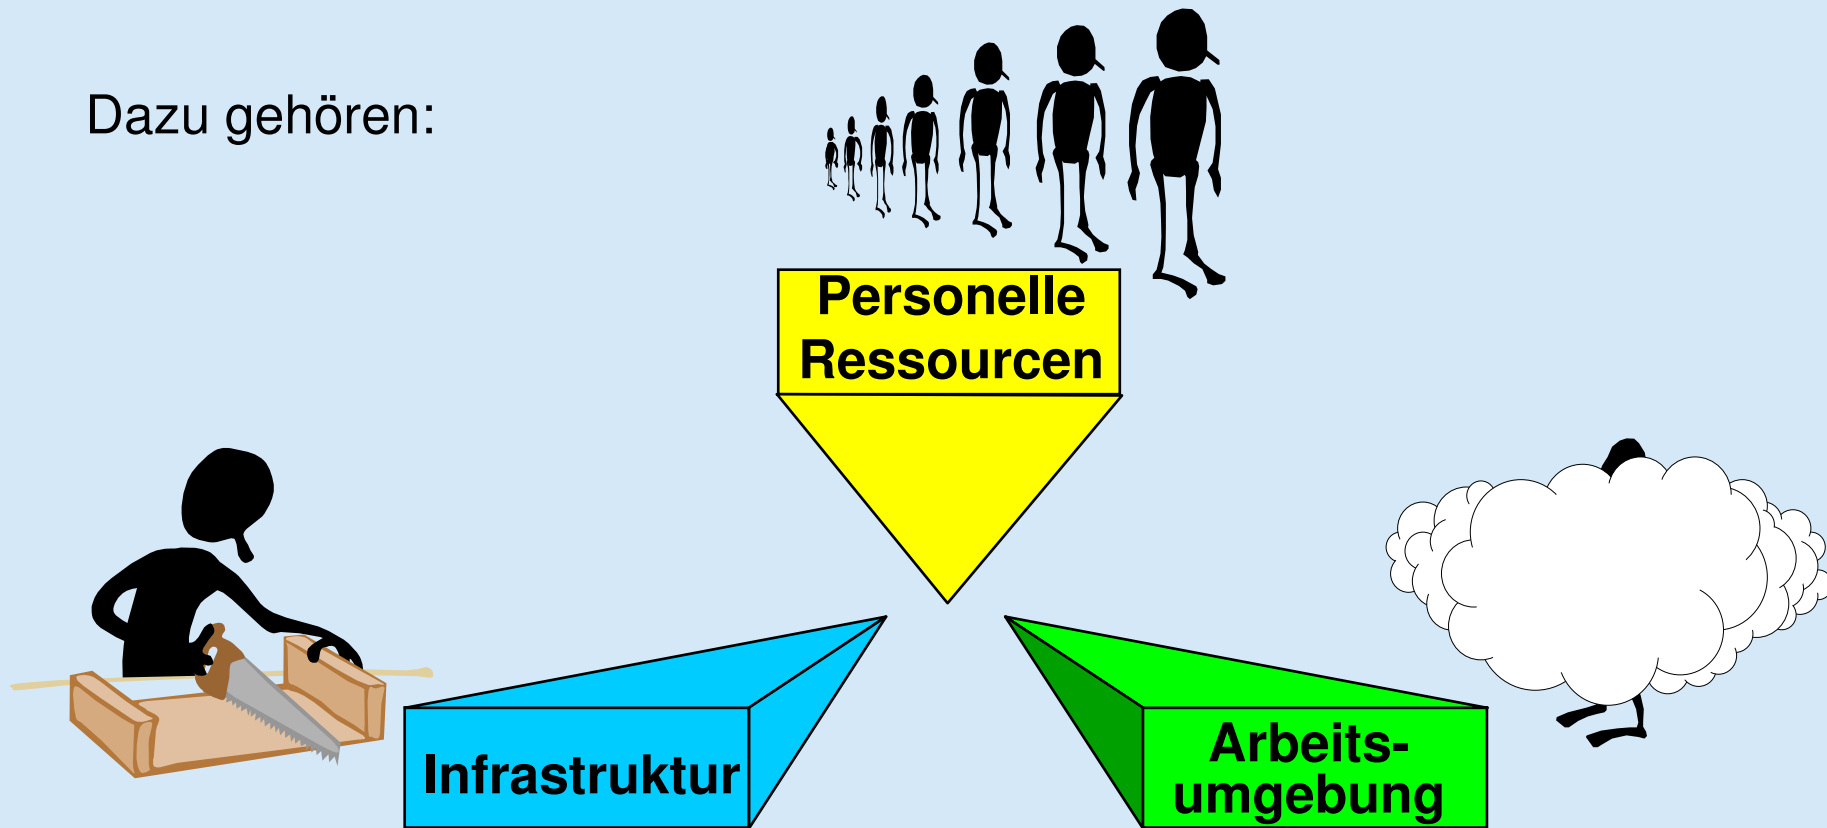 Dazu gehören:
Personelle
Ressourcen
Infrastruktur
Arbeits-
umgebung